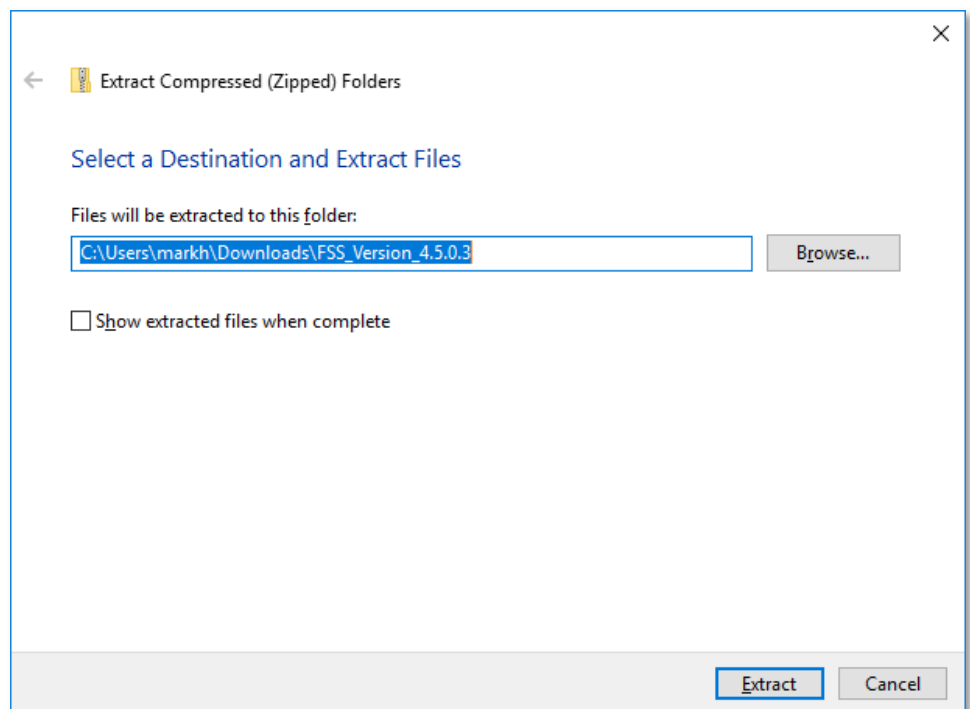 Extract Compressed (Zipped) Folders
Select a Destination and Extract Files
Files will be extracted to this folder:
C:\Users\markh\Downloads\FSS_Version_4.5.0.3
Browse...
Show extracted files when complete
Extract
Cancel